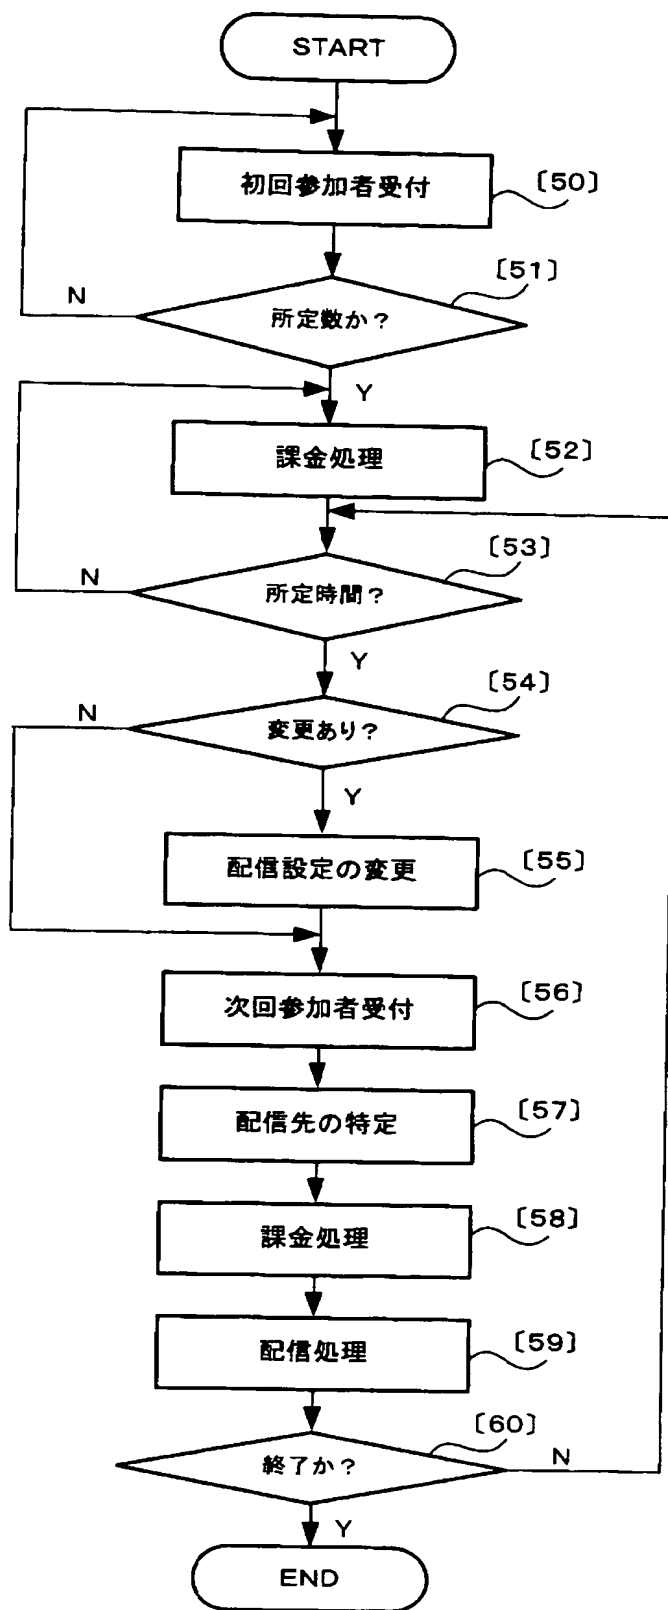 START
初回参加者受付
〔50〕
〔51〕
N
所定数か？
Y
課金処理
〔52〕
〔53〕
N
所定時間？
Y
〔54〕
N
変更あり？
Y
配信設定の変更
〔55〕
次回参加者受付
〔56〕
配信先の特定
〔57〕
課金処理
〔58〕
配信処理
〔59〕
〔60〕
終了か？
N
Y
END